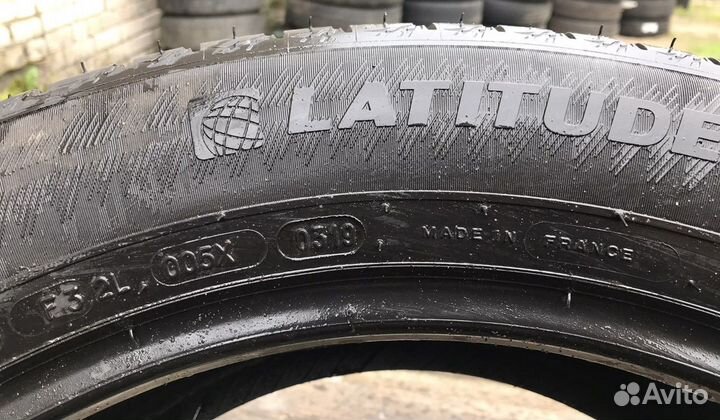 LATITUDE
F3 2L, 005X 0319 MADE IN FRANCE
Avito